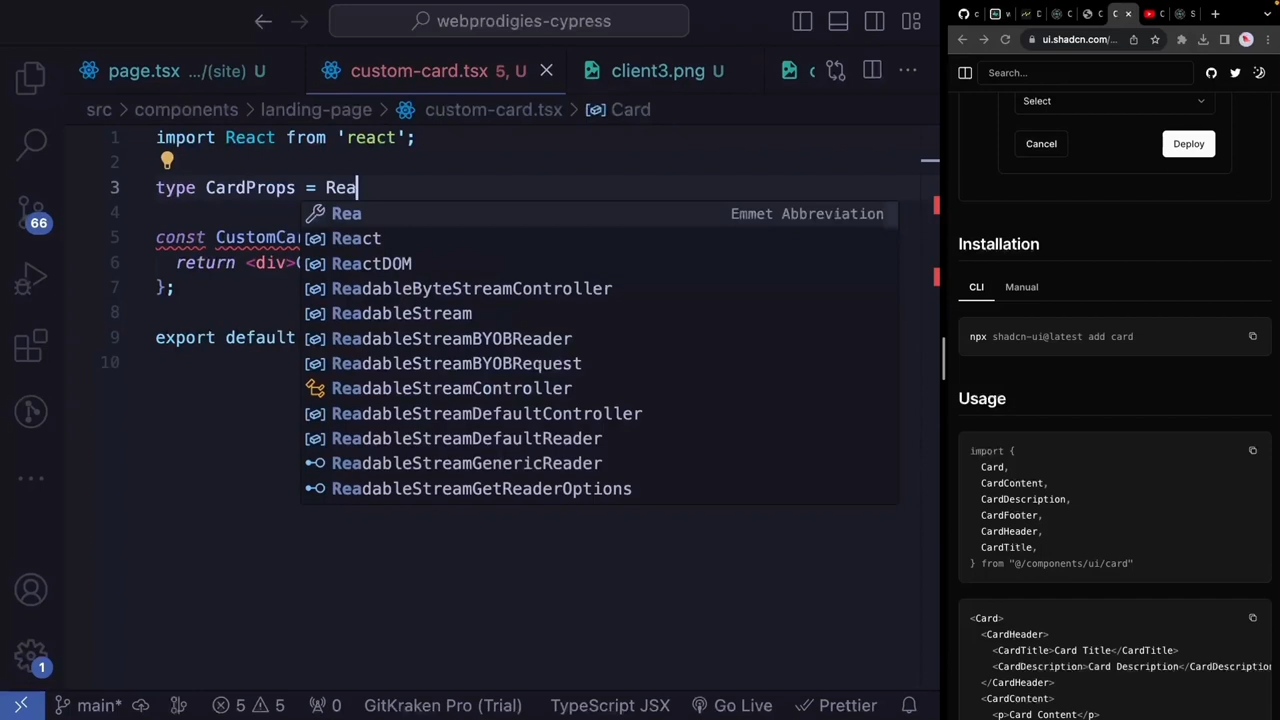 webprodigies-cypress
page.tsx .../(site) U
custom-card.tsx 5, U
client3.png U
c
src > components > landing-page > custom-card.tsx > Card
1 import React from 'react';
2
3 type CardProps = Rea
4
5 const CustomCa
6 return <div>
7 };
8
9 export default
10
Rea Emmet Abbreviation
React
ReactDOM
ReadableByteStreamController
ReadableStream
ReadableStreamBYOBReader
ReadableStreamBYOBRequest
ReadableStreamController
ReadableStreamDefaultController
ReadableStreamDefaultReader
ReadableStreamGenericReader
ReadableStreamGetReaderOptions
66
1
main* 5 5 0 GitKraken Pro (Trial) TypeScript JSX Go Live Prettier
ui.shadcn.com/...
Search...
Select
Cancel
Deploy
Installation
CLI Manual
npx shadcn-ui@latest add card
Usage
import {
Card,
CardContent,
CardDescription,
CardFooter,
CardHeader,
CardTitle,
} from "@/components/ui/card"
<Card>
<CardHeader>
<CardTitle>Card Title</CardTitle>
<CardDescription>Card Description</CardDescription
</CardHeader>
<CardContent>
<p>Card Content</p>